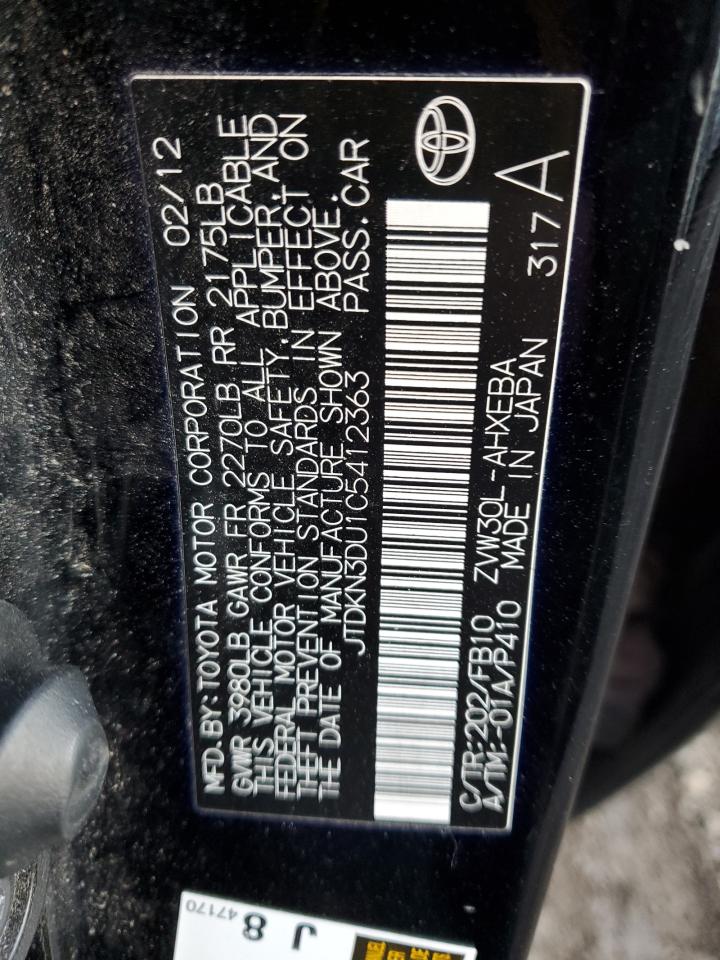 MFD.BY:TOYOTA MOTOR CORPORATION 02/12
GVWR 3980LB GAWR FR 2270LB RR 2175LB
THIS VEHICLE CONFORMS TO ALL APPLICABLE
FEDERAL MOTOR VEHICLE SAFETY, BUMPER, AND
THEFT PREVENTION STANDARDS IN EFFECT ON
THE DATE OF MANUFACTURE SHOWN ABOVE.
JTDKN3DU1C5412363 PASS.CAR
C/TR:202/FB10 ZVW30L-AHXEBA
A/TM:-01A/P410 MADE IN JAPAN 317 A
47170
J 8